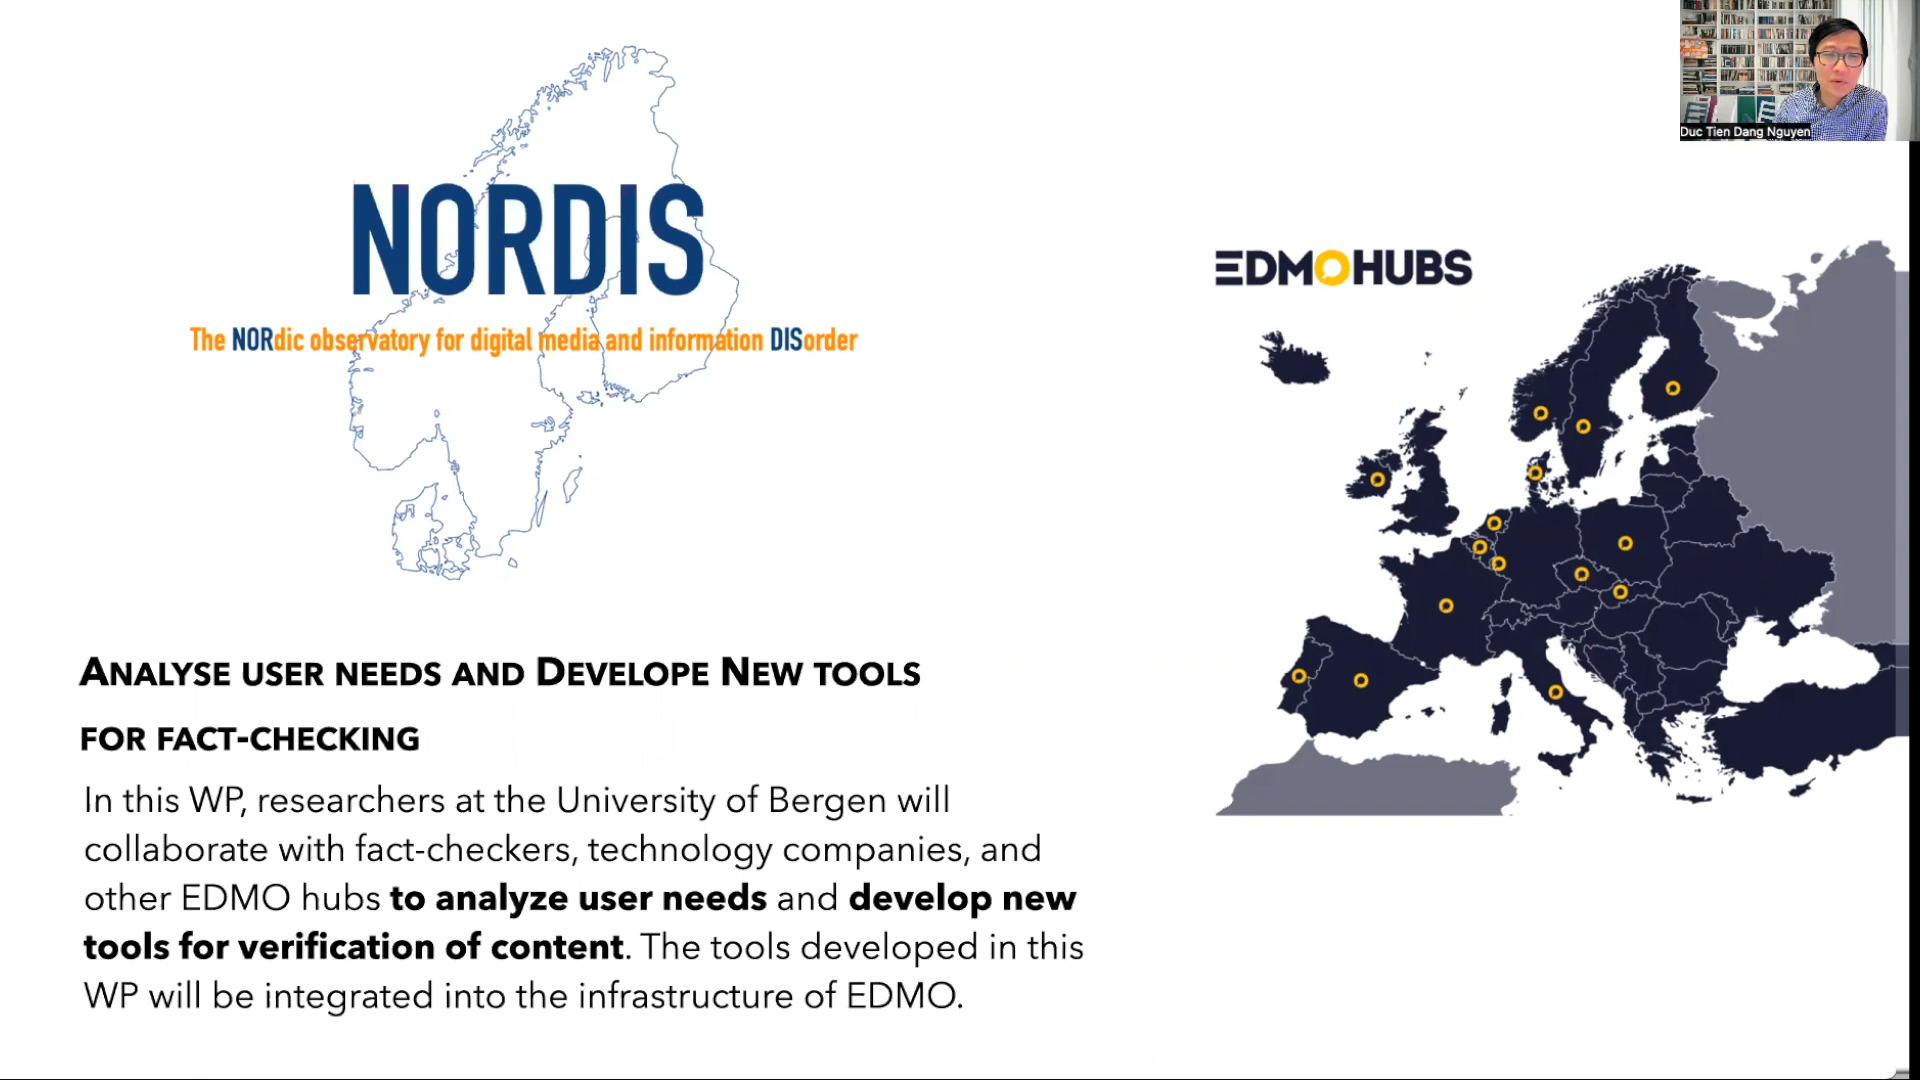 Duc Tien Dang Nguyen
NORDIS
The NORdic observatory for digital media and information DISorder
EDMO HUBS
ANALYSE USER NEEDS AND DEVELOPE NEW TOOLS
FOR FACT-CHECKING
In this WP, researchers at the University of Bergen will
collaborate with fact-checkers, technology companies, and
other EDMO hubs to analyze user needs and develop new
tools for verification of content. The tools developed in this
WP will be integrated into the infrastructure of EDMO.